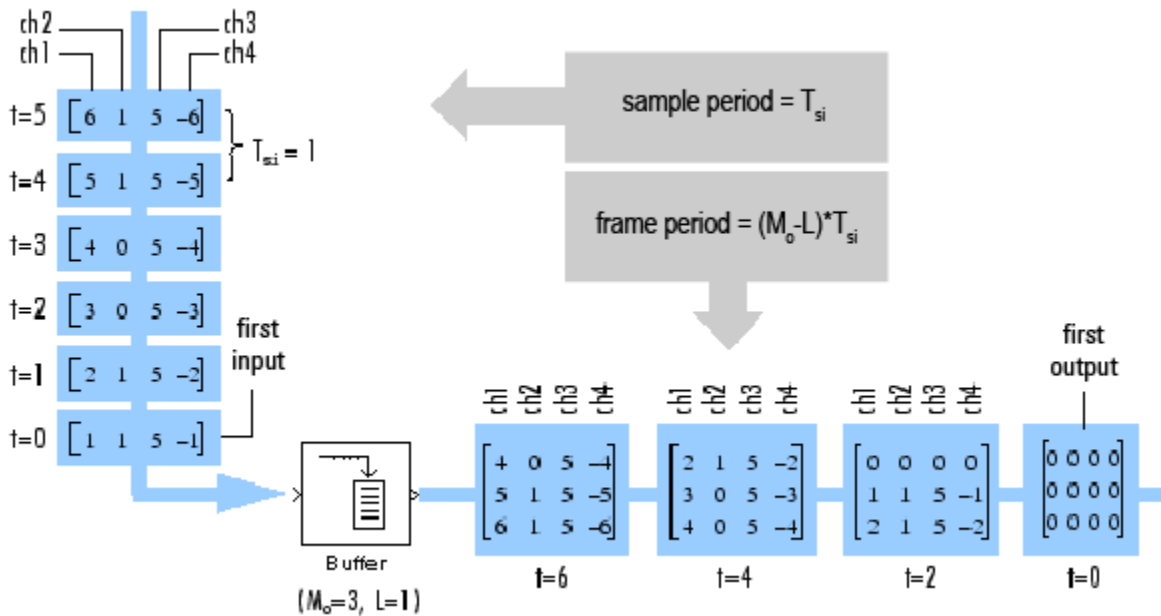 ch2 ch3
ch1 ch4
t=5 [6 1 5 −6]
T_si = 1
t=4 [5 1 5 −5]
t=3 [4 0 5 −4]
t=2 [3 0 5 −3]
t=1 [2 1 5 −2]
t=0 [1 1 5 −1]
first
input
sample period = T_si
frame period = (M_o-L)*T_si
Buffer
(M_o=3, L=1)
ch1 ch2 ch3 ch4
4 0 5 −4
5 1 5 −5
6 1 5 −6
t=6
ch1 ch2 ch3 ch4
2 1 5 −2
3 0 5 −3
4 0 5 −4
t=4
ch1 ch2 ch3 ch4
0 0 0 0
1 1 5 −1
2 1 5 −2
t=2
first
output
0 0 0 0
0 0 0 0
0 0 0 0
t=0